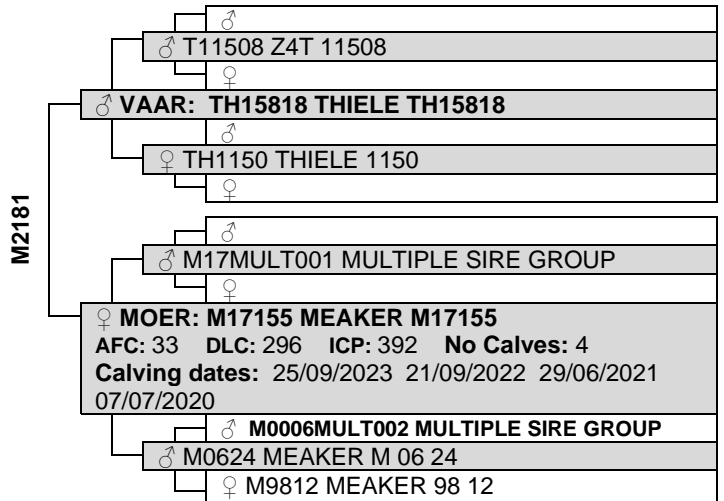 ♂
♂ T11508 Z4T 11508
♀
♂ VAAR: TH15818 THIELE TH15818
♂
♀ TH1150 THIELE 1150
♀
M2181
♂
♂ M17MULT001 MULTIPLE SIRE GROUP
♀
♀ MOER: M17155 MEAKER M17155
AFC: 33 DLC: 296 ICP: 392 No Calves: 4
Calving dates: 25/09/2023 21/09/2022 29/06/2021
07/07/2020
♂ M0006MULT002 MULTIPLE SIRE GROUP
♀ M0624 MEAKER M 06 24
♀ M9812 MEAKER 98 12